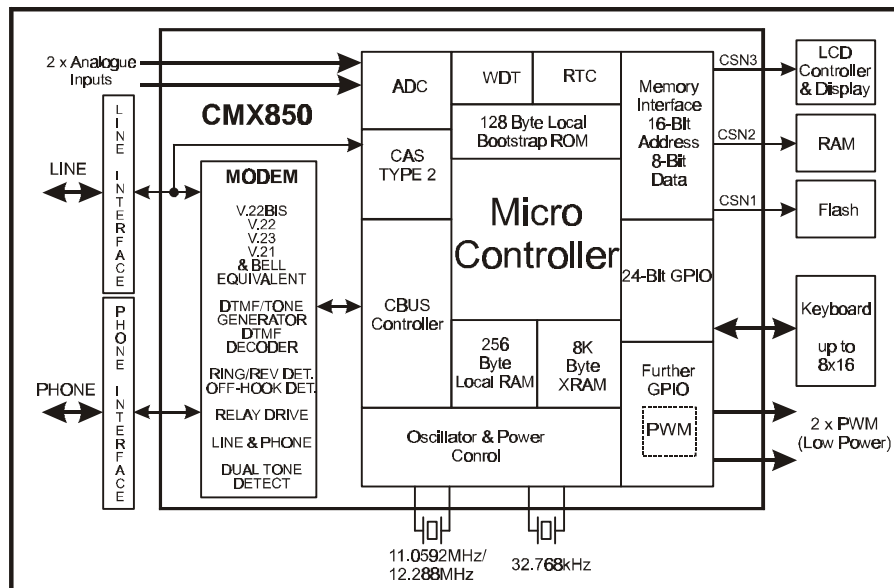 2 x Analogue
Inputs
CMX850
LINE
LINE INTERFACE
PHONE
PHONE INTERFACE
MODEM
V.22BIS
V.22
V.23
V.21
& BELL
EQUIVALENT
DTMF/TONE
GENERATOR
DTMF
DECODER
RING/REV DET.
OFF-HOOK DET.
RELAY DRIVE
LINE & PHONE
DUAL TONE
DETECT
ADC
WDT
RTC
128 Byte Local
Bootstrap ROM
CAS
TYPE 2
Micro
Controller
CBUS
Controller
256
Byte
Local RAM
8K
Byte
XRAM
Oscillator & Power
Conrol
Memory
Interface
16-BIt
Address
8-Bit
Data
24-BIt GPIO
Further
GPIO
PWM
CSN3
CSN2
CSN1
LCD
Controller
& Display
RAM
Flash
Keyboard
up to
8x16
2 x PWM
(Low Power)
11.0592MHz/
12.288MHz
32.768kHz